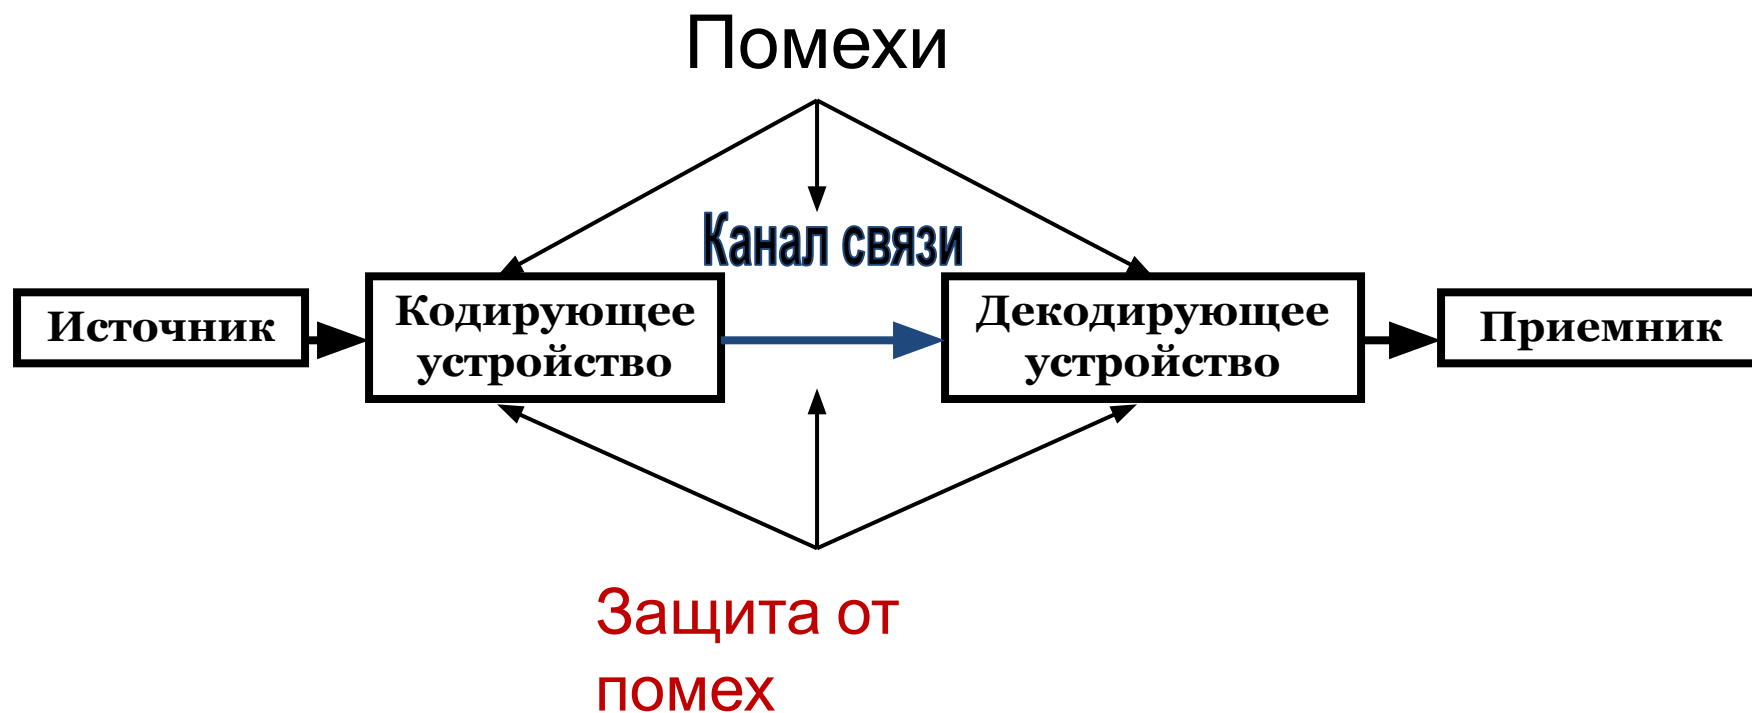 Помехи
Канал связи
Источник
Кодирующее
устройство
Декодирующее
устройство
Приемник
Защита от
помех